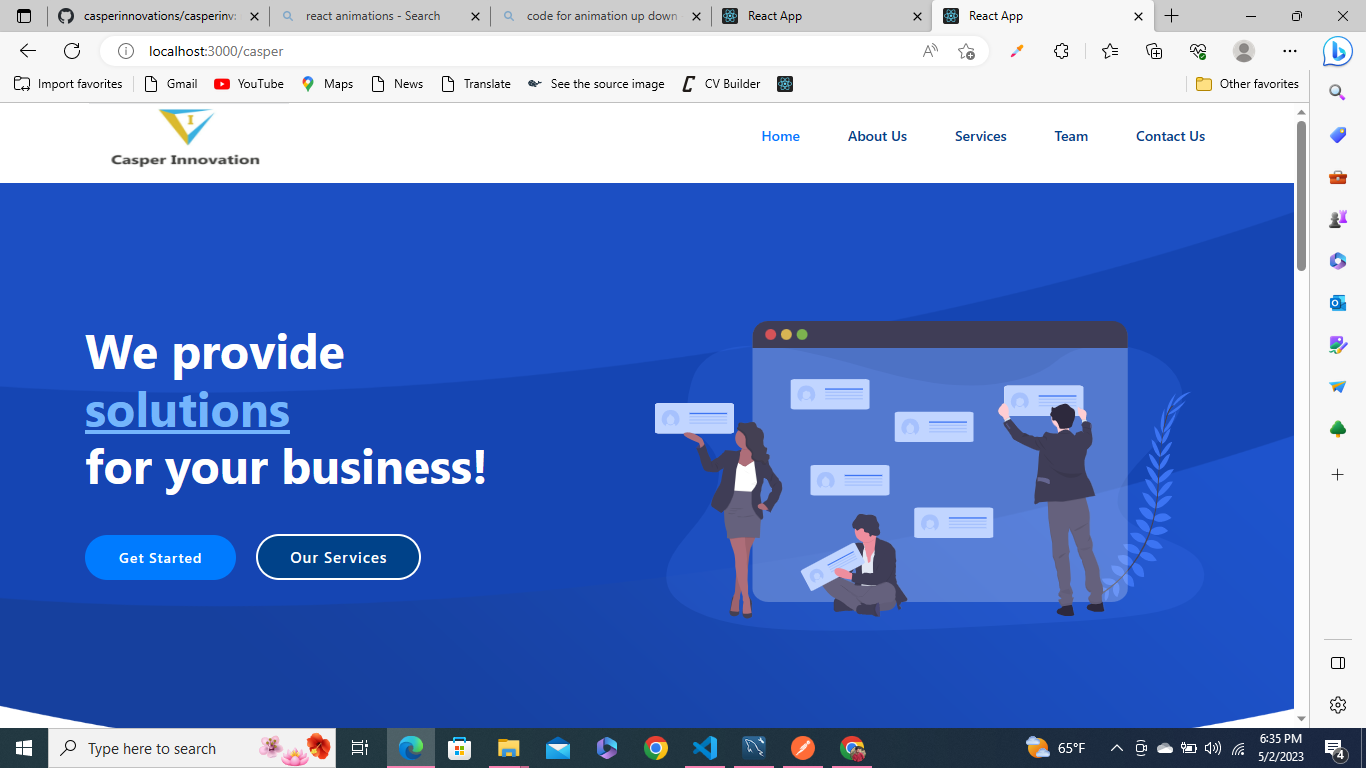 casperinnovations/casperinv
react animations - Search
code for animation up down
React App
React App
localhost:3000/casper
Import favorites
Gmail
YouTube
Maps
News
Translate
See the source image
CV Builder
Other favorites
I
Casper Innovation
Home
About Us
Services
Team
Contact Us
We provide
solutions
for your business!
Get Started
Our Services
Type here to search
65°F
6:35 PM
5/2/2023
4